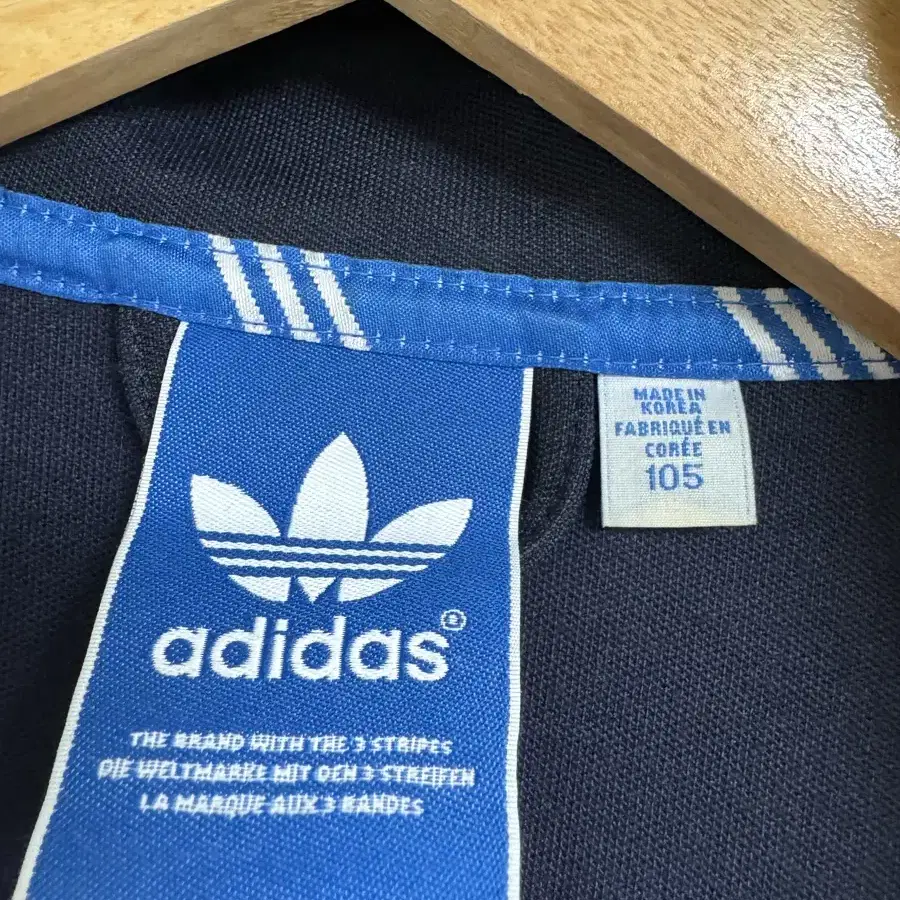 adidas®
THE BRAND WITH THE 3 STRIPES
DIE WELTMARKE MIT DEN 3 STREIFEN
LA MARQUE AUX 3 BANDES
MADE IN
KOREA
FABRIQUÉ EN
CORÉE
105